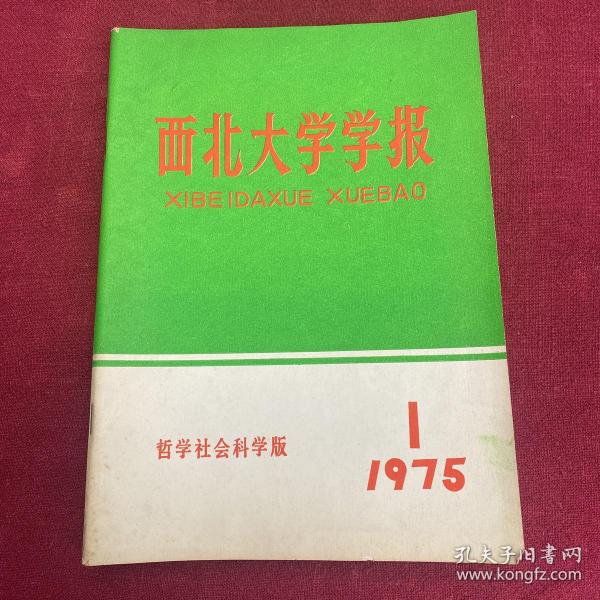 西北大学学报
XIBEIDAXUE XUEBAO
哲学社会科学版
1
1975
孔夫子旧書网
www.kongfz.com